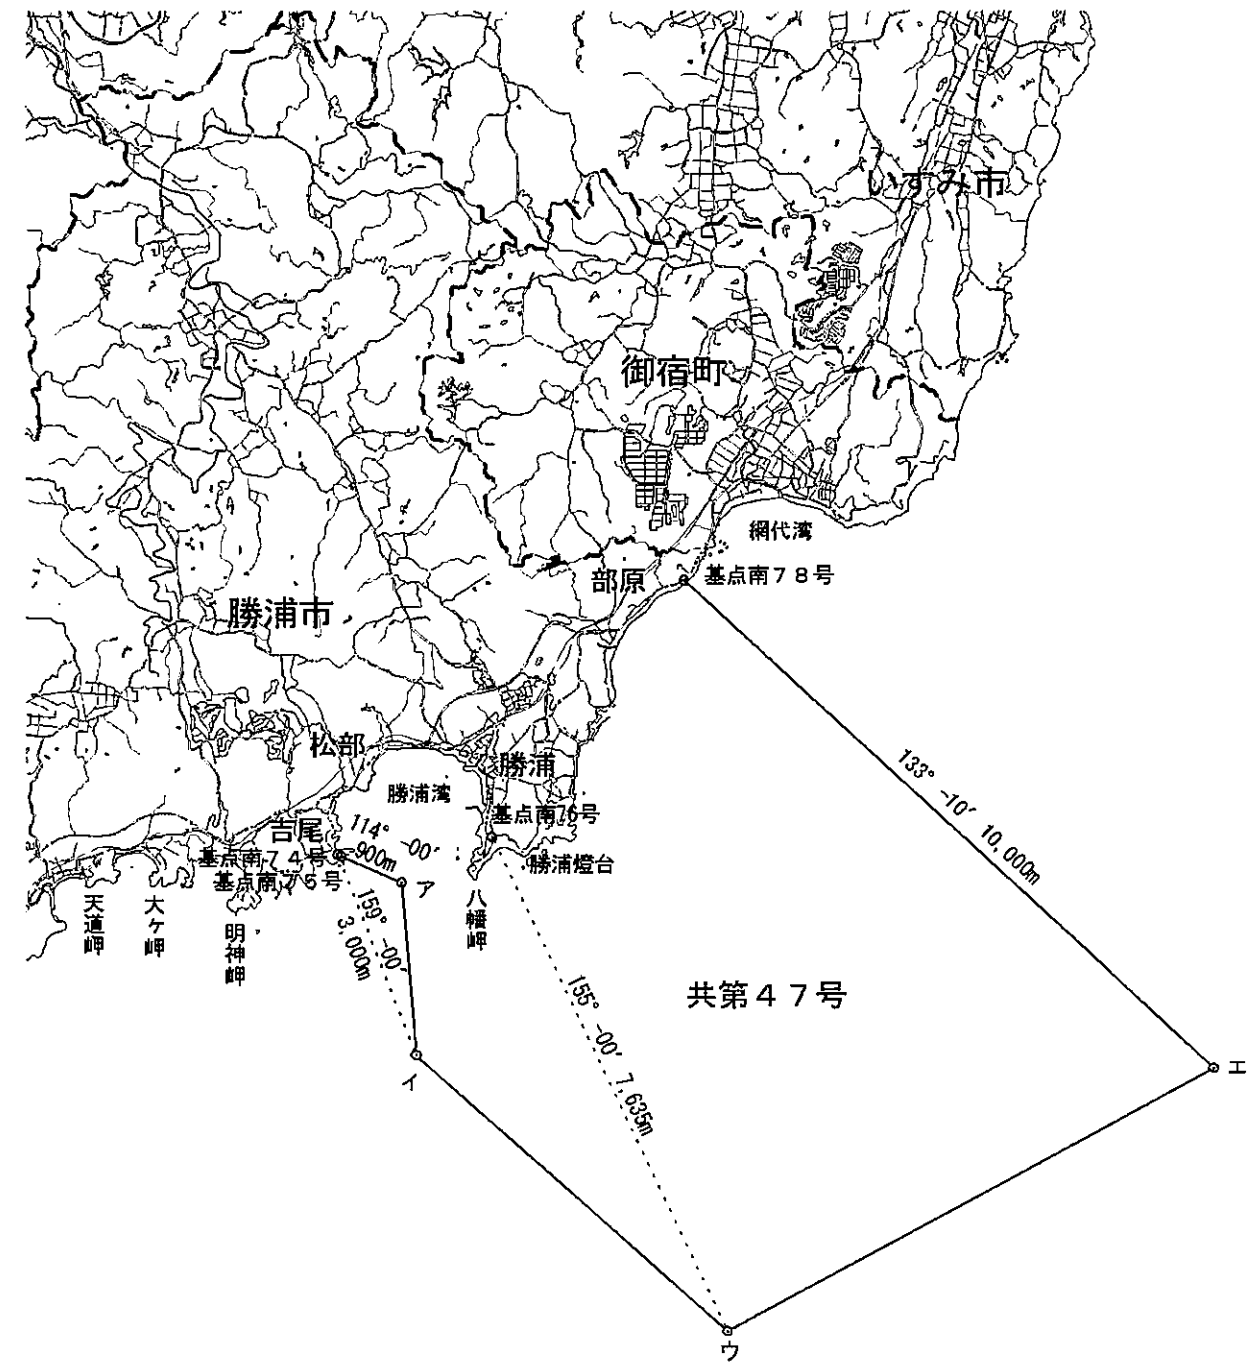 いすみ市
御宿町
網代湾
部原
基点南７８号
勝浦市
松部
勝浦
勝浦湾
基点南76号
吉尾
114° -00′
900m
基点南７４号
基点南７５号
勝浦燈台
ア
天道岬
大ヶ岬
明神岬
八幡岬
159° -00′
3,000m
133° -10′ 10,000m
155° -00′ 7,635m
共第４７号
イ
エ
ウ